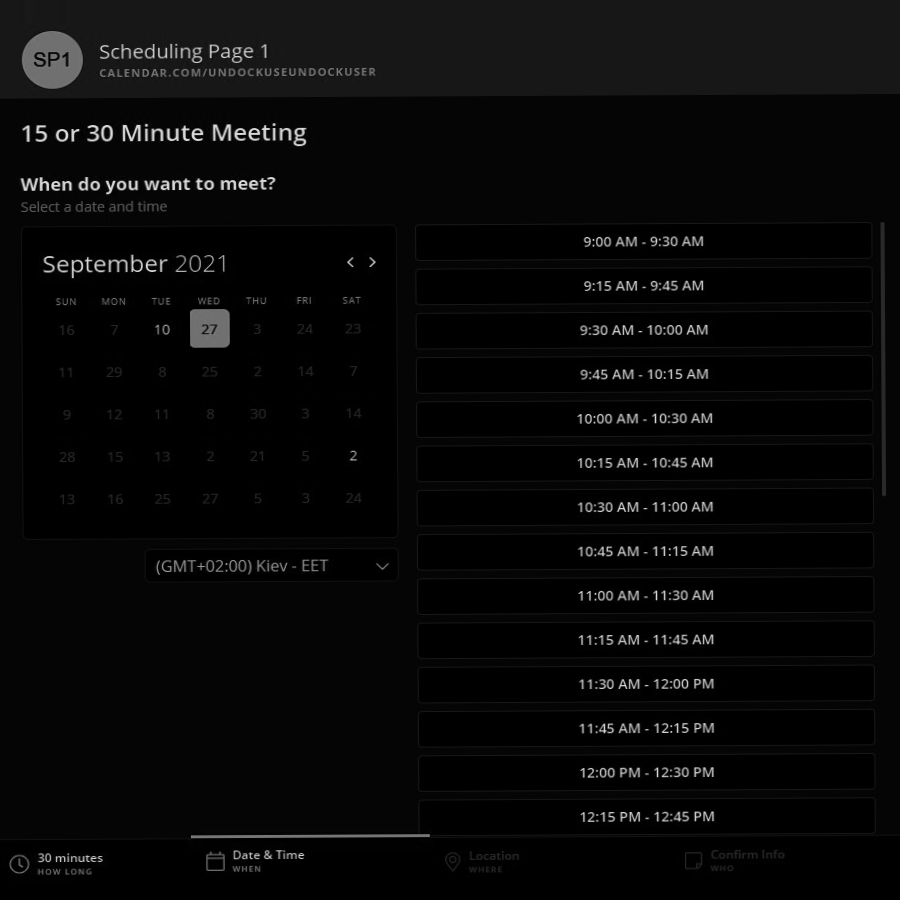 SP1
Scheduling Page 1
CALENDAR.COM/UNDOCKUSEUNDOCKUSER
15 or 30 Minute Meeting
When do you want to meet?
Select a date and time
September 2021
SUN MON TUE WED THU FRI SAT
16 7 10 27 3 24 23
11 29 8 25 2 14 7
9 12 11 8 30 3 14
28 15 13 2 21 5 2
13 16 25 27 5 3 24
(GMT+02:00) Kiev - EET
9:00 AM - 9:30 AM
9:15 AM - 9:45 AM
9:30 AM - 10:00 AM
9:45 AM - 10:15 AM
10:00 AM - 10:30 AM
10:15 AM - 10:45 AM
10:30 AM - 11:00 AM
10:45 AM - 11:15 AM
11:00 AM - 11:30 AM
11:15 AM - 11:45 AM
11:30 AM - 12:00 PM
11:45 AM - 12:15 PM
12:00 PM - 12:30 PM
12:15 PM - 12:45 PM
30 minutes
HOW LONG
Date & Time
WHEN
Location
WHERE
Confirm Info
WHO